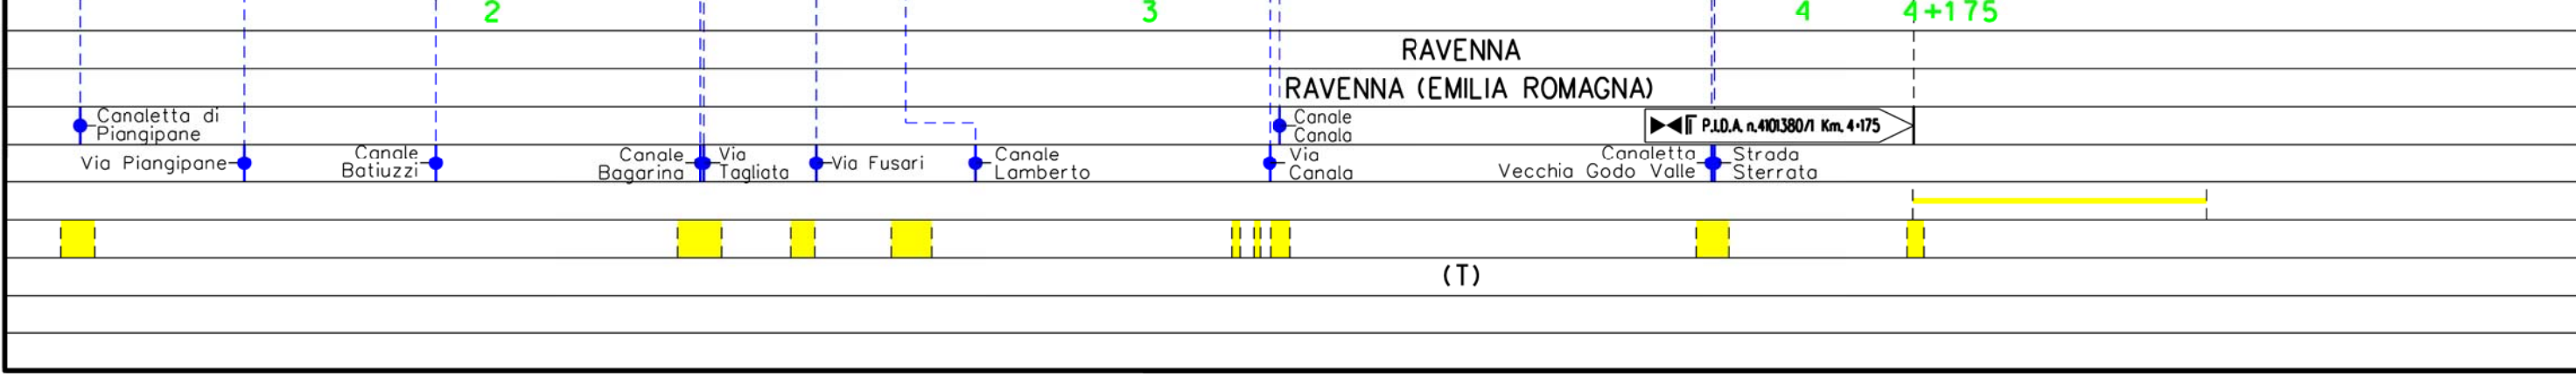 2 3 4 4+175
RAVENNA
RAVENNA (EMILIA ROMAGNA)
Canaletta di
Piangipane
Canale
Canala
P.I.D.A. n.4101380/1 Km. 4+175
Via Piangipane
Canale
Batiuzzi
Canale
Bagarina
Via
Tagliata
Via Fusari
Canale
Lamberto
Via
Canala
Canaletta
Vecchia Godo Valle
Strada
Sterrata
(T)